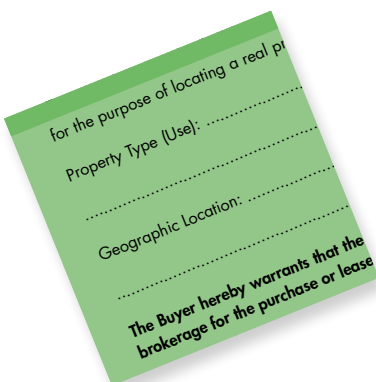 for the purpose of locating a real
Property Type (Use): ........................
................................................................
Geographic Location: ......................
................................................................
The Buyer hereby warrants that the
brokerage for the purchase or lease